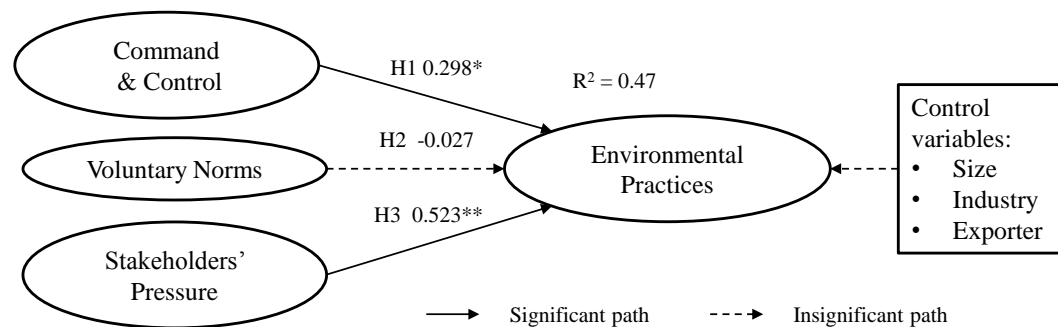 Command
& Control
H1 0.298*
R² = 0.47
Control
variables:
• Size
• Industry
• Exporter
H2 -0.027
Voluntary Norms
Environmental
Practices
H3 0.523**
Stakeholders’
Pressure
Significant path
Insignificant path